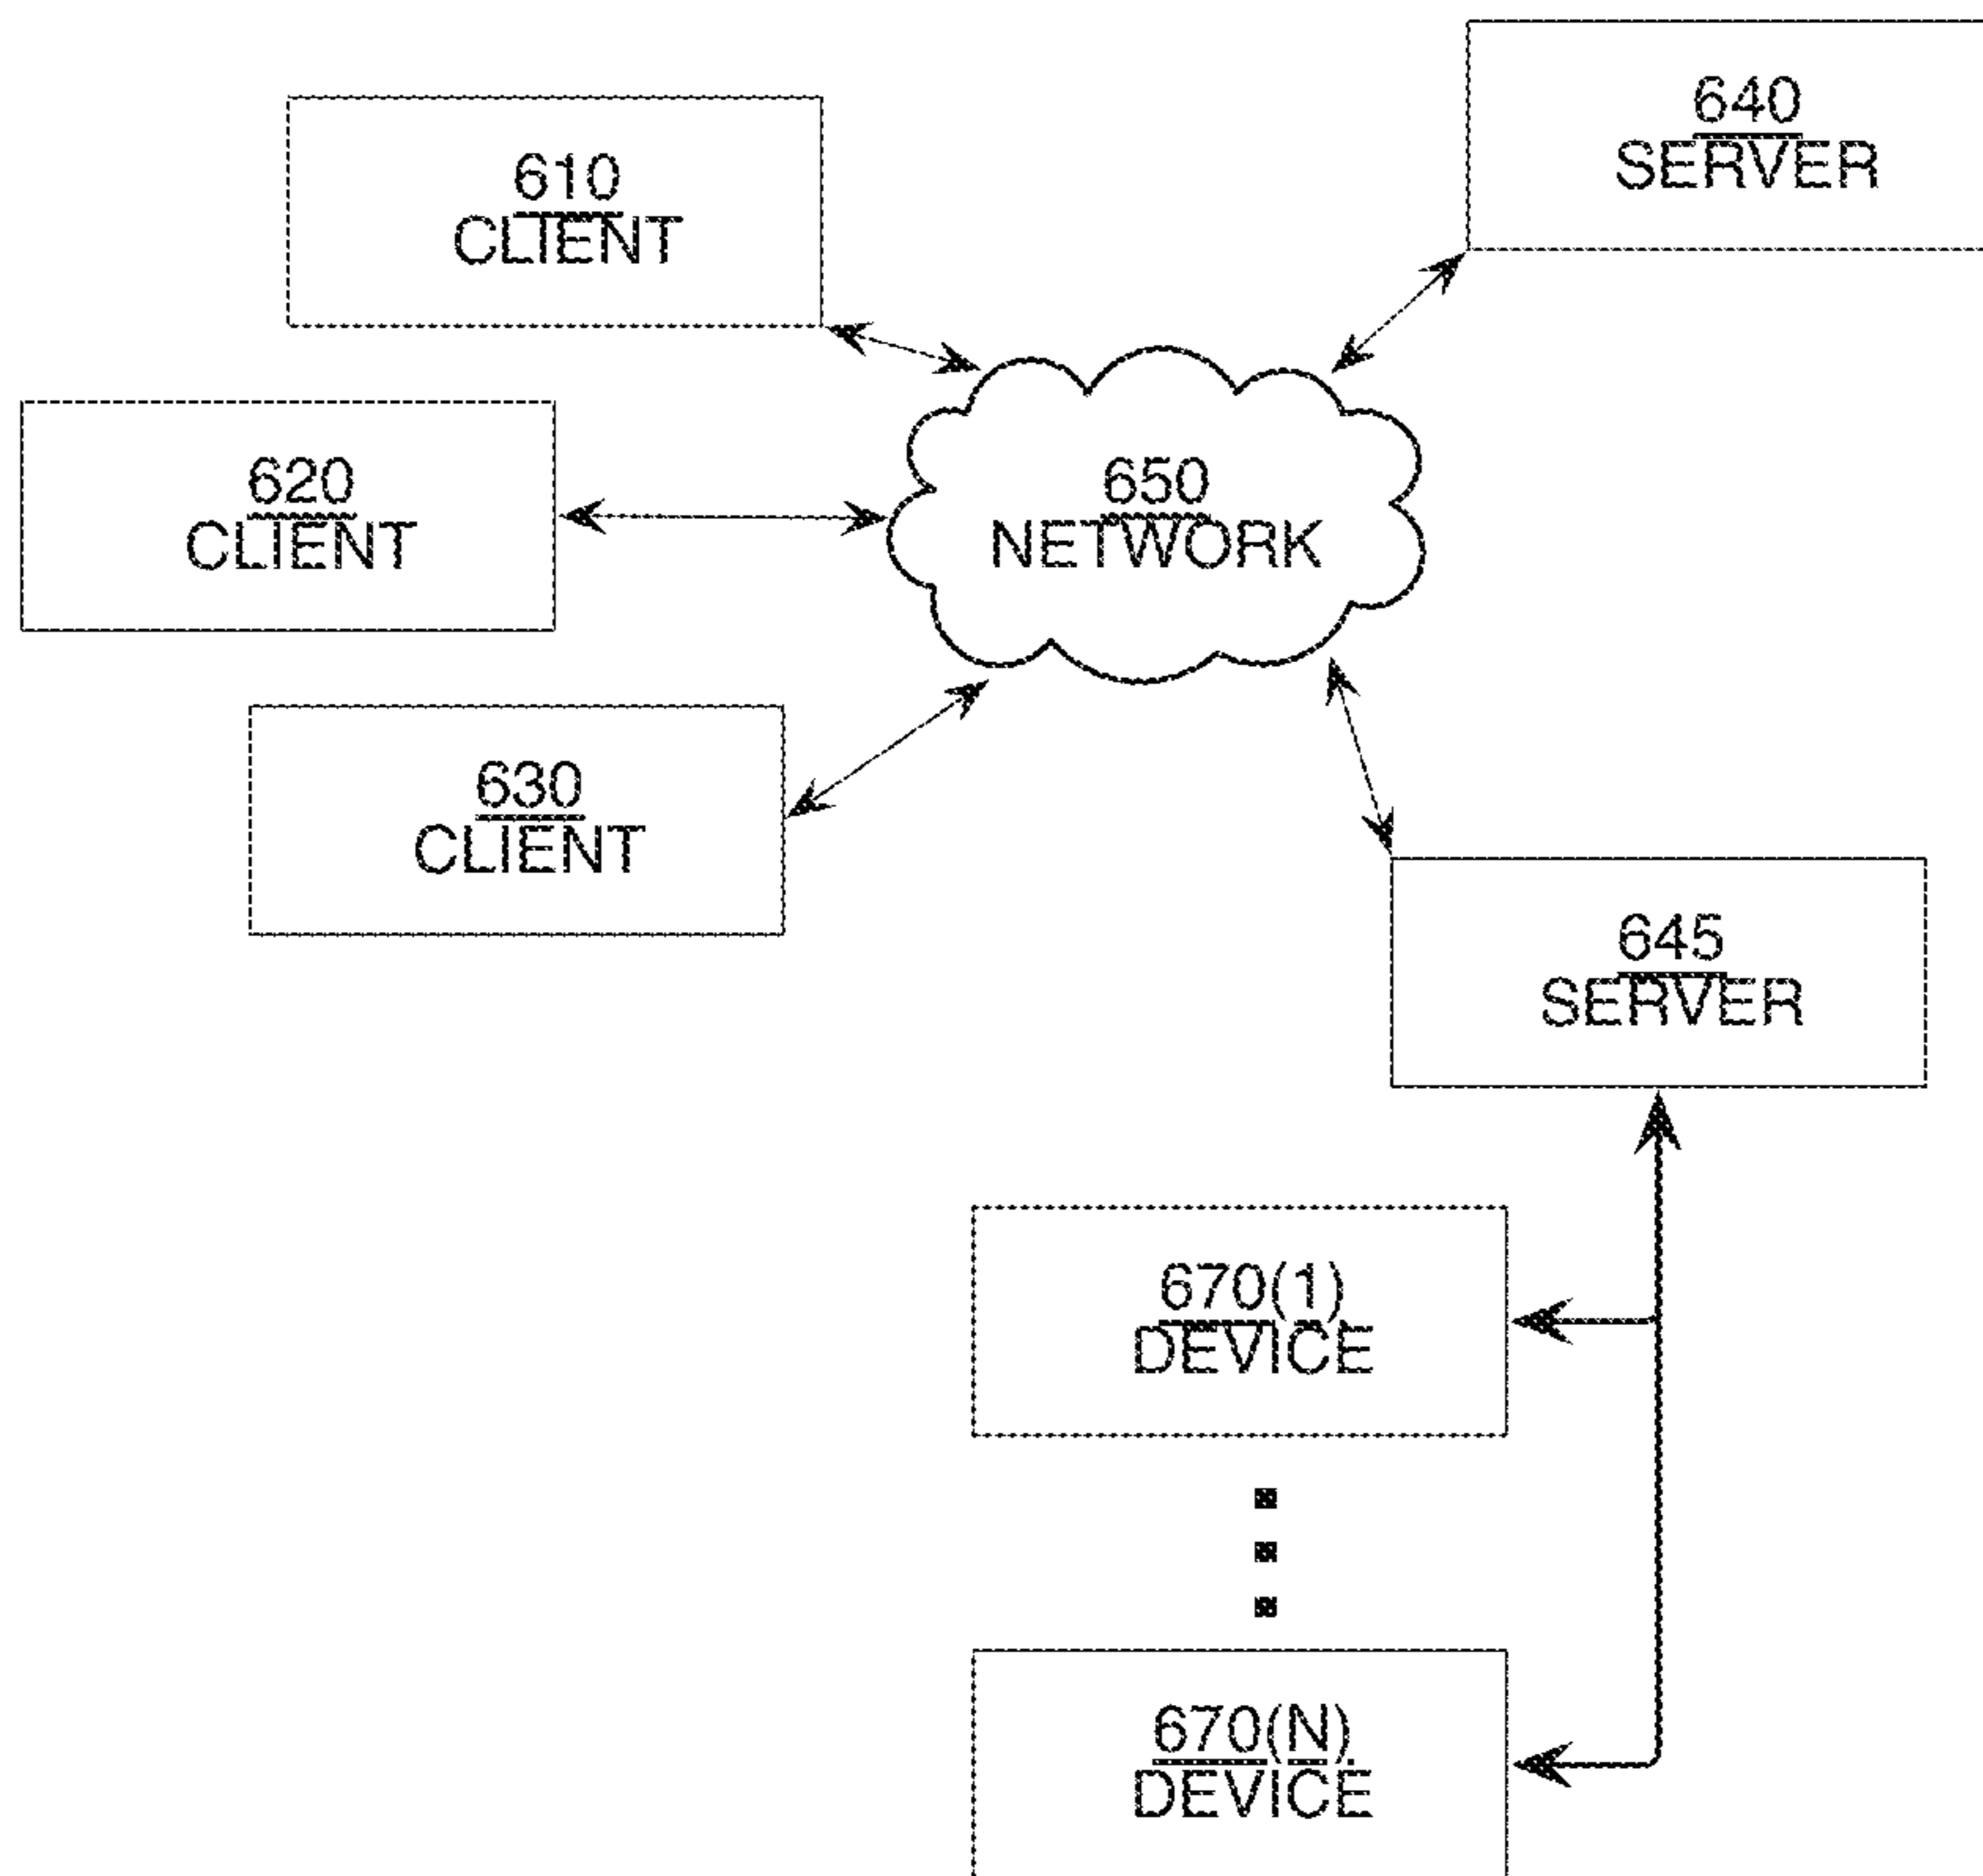 640
SERVER
610
CLIENT
620
CLIENT
650
NETWORK
630
CLIENT
645
SERVER
670(1)
DEVICE
670(N)
DEVICE